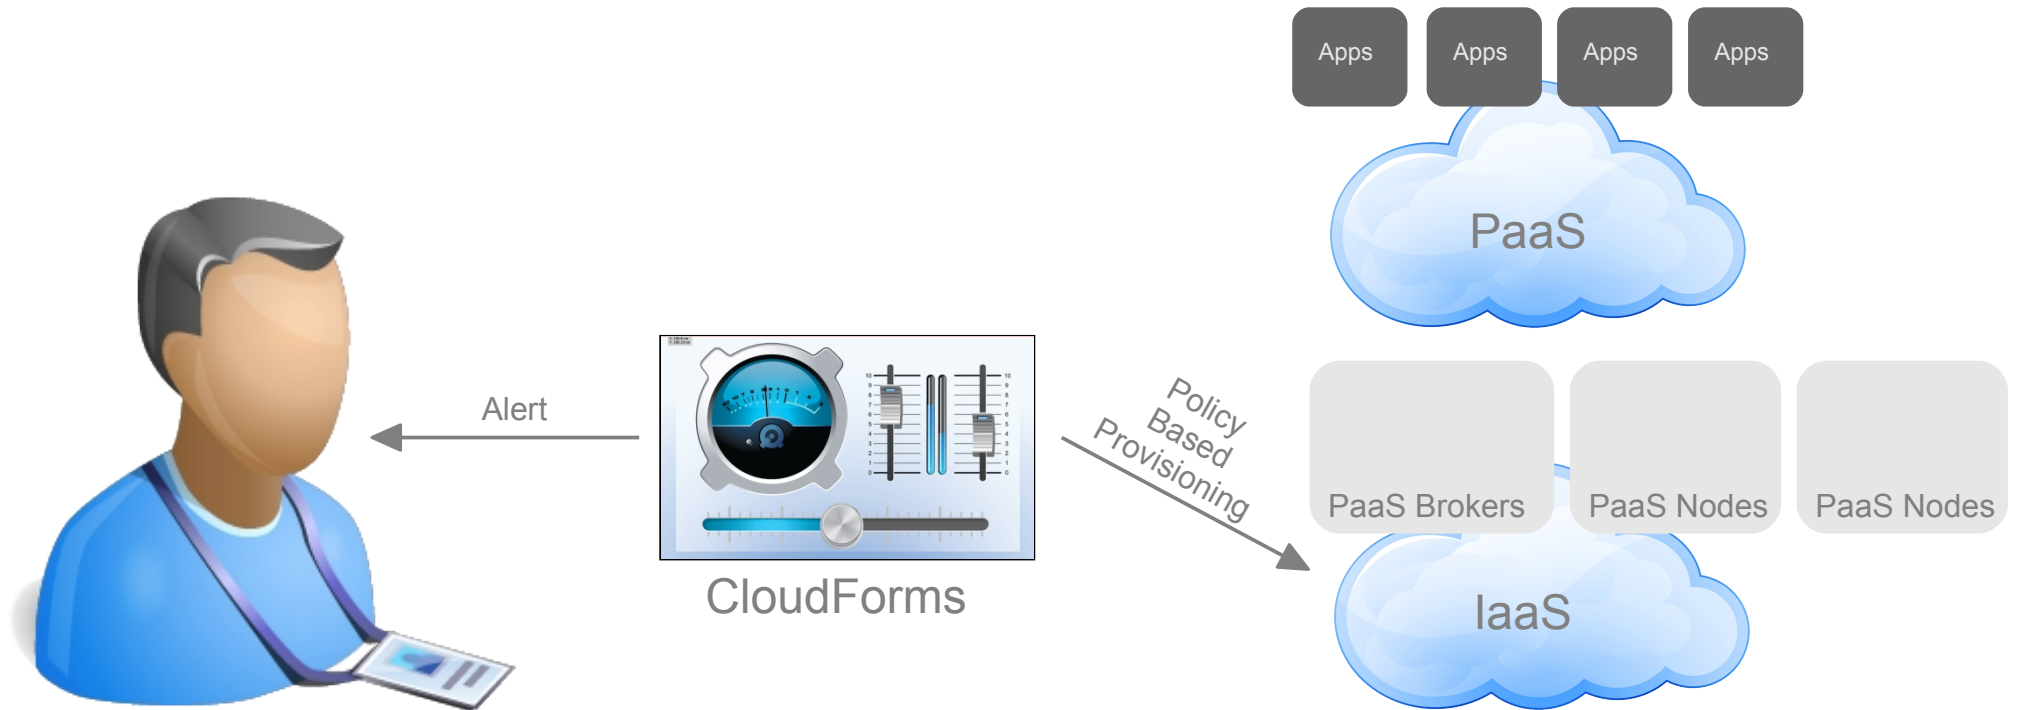 Apps Apps Apps Apps
PaaS
Alert
Policy
Based
Provisioning
CloudForms
PaaS Brokers PaaS Nodes PaaS Nodes
IaaS